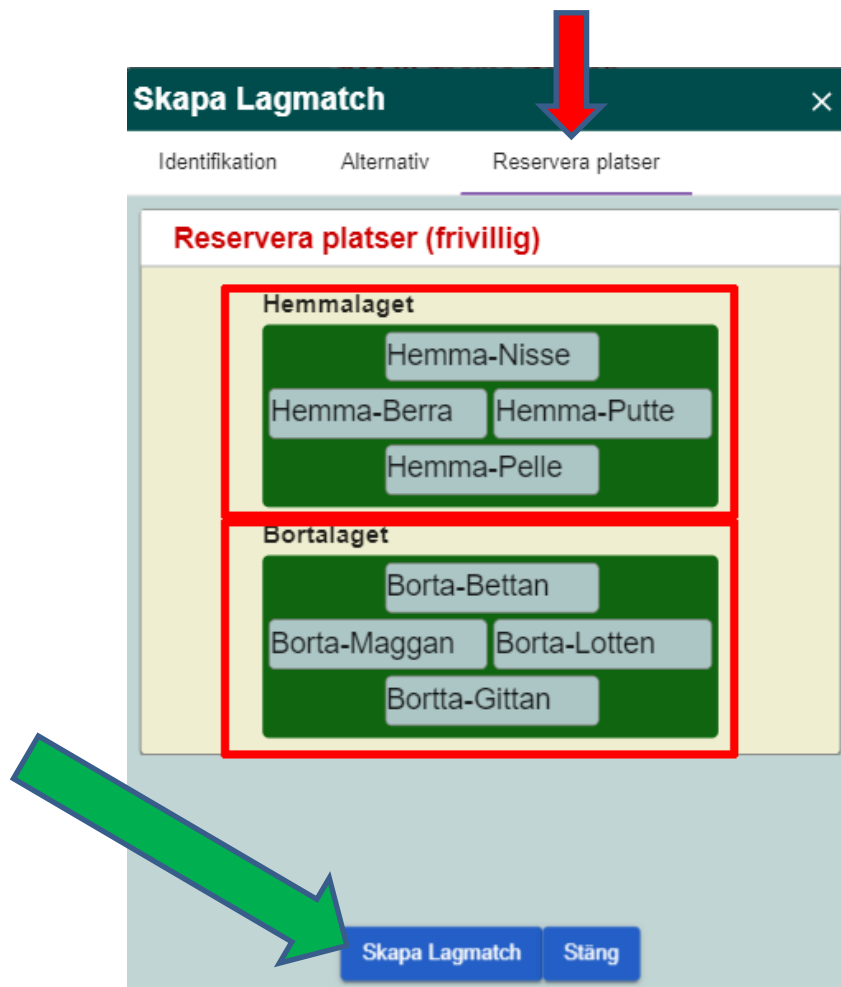 Skapa Lagmatch
Identifikation Alternativ Reservera platser
Reservera platser (frivillig)
Hemmalaget
Hemma-Nisse
Hemma-Berra Hemma-Putte
Hemma-Pelle
Bortalaget
Borta-Bettan
Borta-Maggan Borta-Lotten
Bortta-Gittan
Skapa Lagmatch Stäng